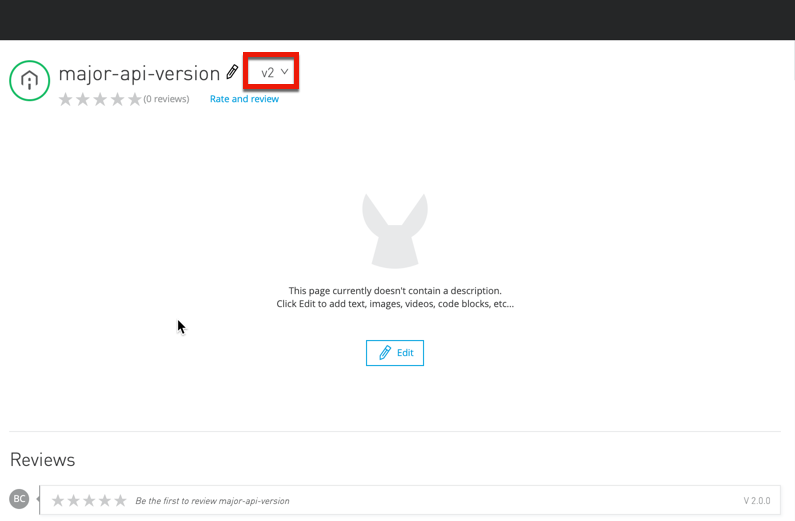 major-api-version
v2
(0 reviews)
Rate and review
This page currently doesn't contain a description.
Click Edit to add text, images, videos, code blocks, etc...
Edit
Reviews
BC
Be the first to review major-api-version
V 2.0.0